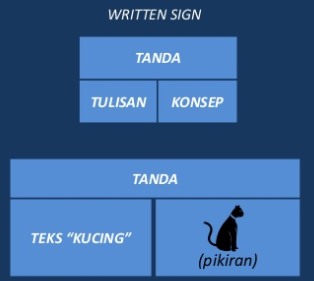 WRITTEN SIGN
TANDA
TULISAN KONSEP
TANDA
TEKS “KUCING”
(pikiran)